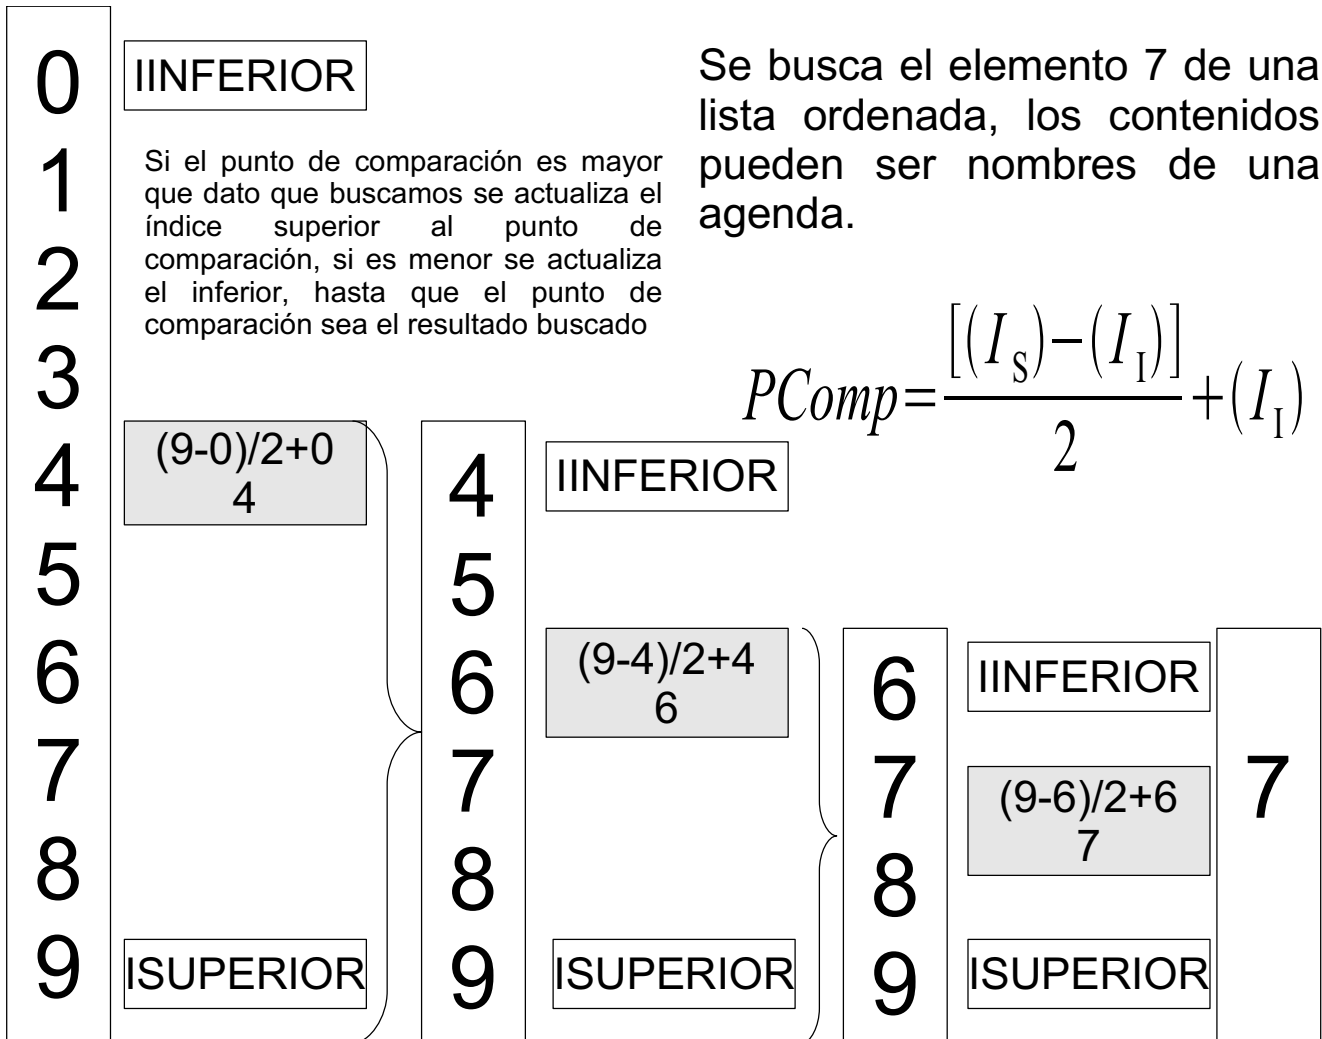 0
1
2
3
4
5
6
7
8
9
IINFERIOR
Si el punto de comparación es mayor
que dato que buscamos se actualiza el
índice superior al punto de
comparación, si es menor se actualiza
el inferior, hasta que el punto de
comparación sea el resultado buscado
(9-0)/2+0
4
ISUPERIOR
Se busca el elemento 7 de una
lista ordenada, los contenidos
pueden ser nombres de una
agenda.
PComp=[(I_S)−(I_I)]/2+(I_I)
4
5
6
7
8
9
IINFERIOR
(9-4)/2+4
6
ISUPERIOR
6
7
8
9
IINFERIOR
(9-6)/2+6
7
ISUPERIOR
7